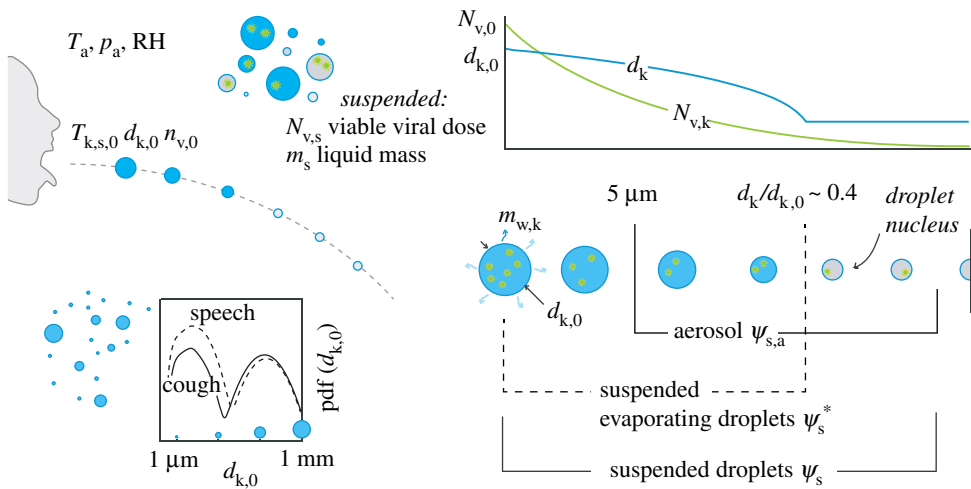 T_a, p_a, RH
suspended:
N_v,s viable viral dose
m_s liquid mass
T_k,s,0 d_k,0 n_v,0
speech
cough
pdf (d_k,0)
1 μm
1 mm
d_k,0
N_v,0
d_k,0
d_k
N_v,k
5 μm
d_k/d_k,0 ~ 0.4
droplet
nucleus
m_w,k
d_k,0
aerosol ψ_s,a
suspended
evaporating droplets ψ_s^*
suspended droplets ψ_s